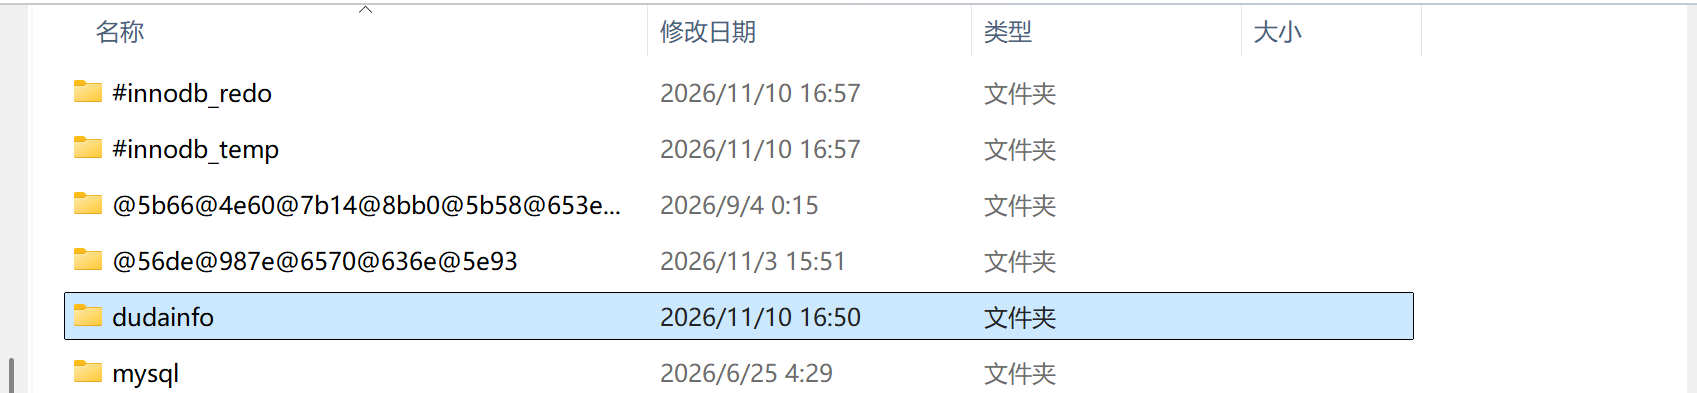 名称 修改日期 类型 大小
#innodb_redo 2026/11/10 16:57 文件夹
#innodb_temp 2026/11/10 16:57 文件夹
@5b66@4e60@7b14@8bb0@5b58@653e... 2026/9/4 0:15 文件夹
@56de@987e@6570@636e@5e93 2026/11/3 15:51 文件夹
dudainfo 2026/11/10 16:50 文件夹
mysql 2026/6/25 4:29 文件夹